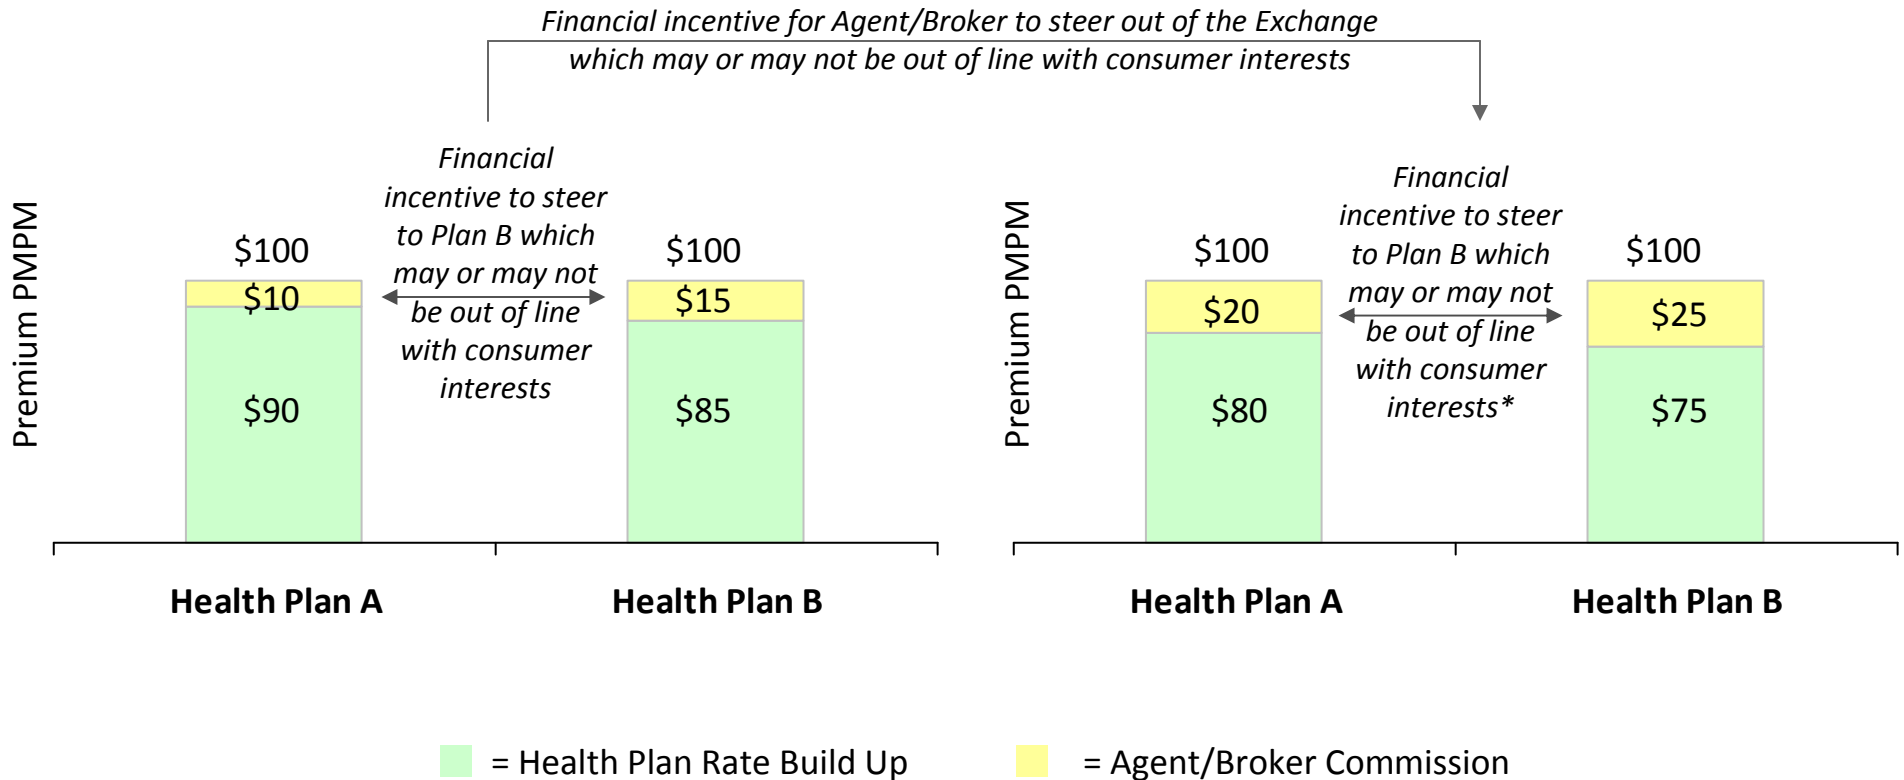 Financial incentive for Agent/Broker to steer out of the Exchange
which may or may not be out of line with consumer interests
Premium PMPM
$100
$10
$90
Financial
incentive to steer
to Plan B which
may or may not
be out of line
with consumer
interests
$100
$15
$85
Health Plan A
Health Plan B
Premium PMPM
$100
$20
$80
Financial
incentive to steer
to Plan B which
may or may not
be out of line
with consumer
interests*
$100
$25
$75
Health Plan A
Health Plan B
= Health Plan Rate Build Up
= Agent/Broker Commission